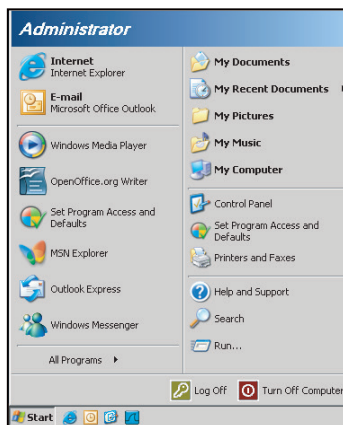 Administrator
Internet
Internet Explorer
E-mail
Microsoft Office Outlook
Windows Media Player
OpenOffice.org Writer
Set Program Access and
Defaults
MSN Explorer
Outlook Express
Windows Messenger
All Programs
My Documents
My Recent Documents
My Pictures
My Music
My Computer
Control Panel
Set Program Access and
Defaults
Printers and Faxes
Help and Support
Search
Run...
Log Off
Turn Off Computer
Start